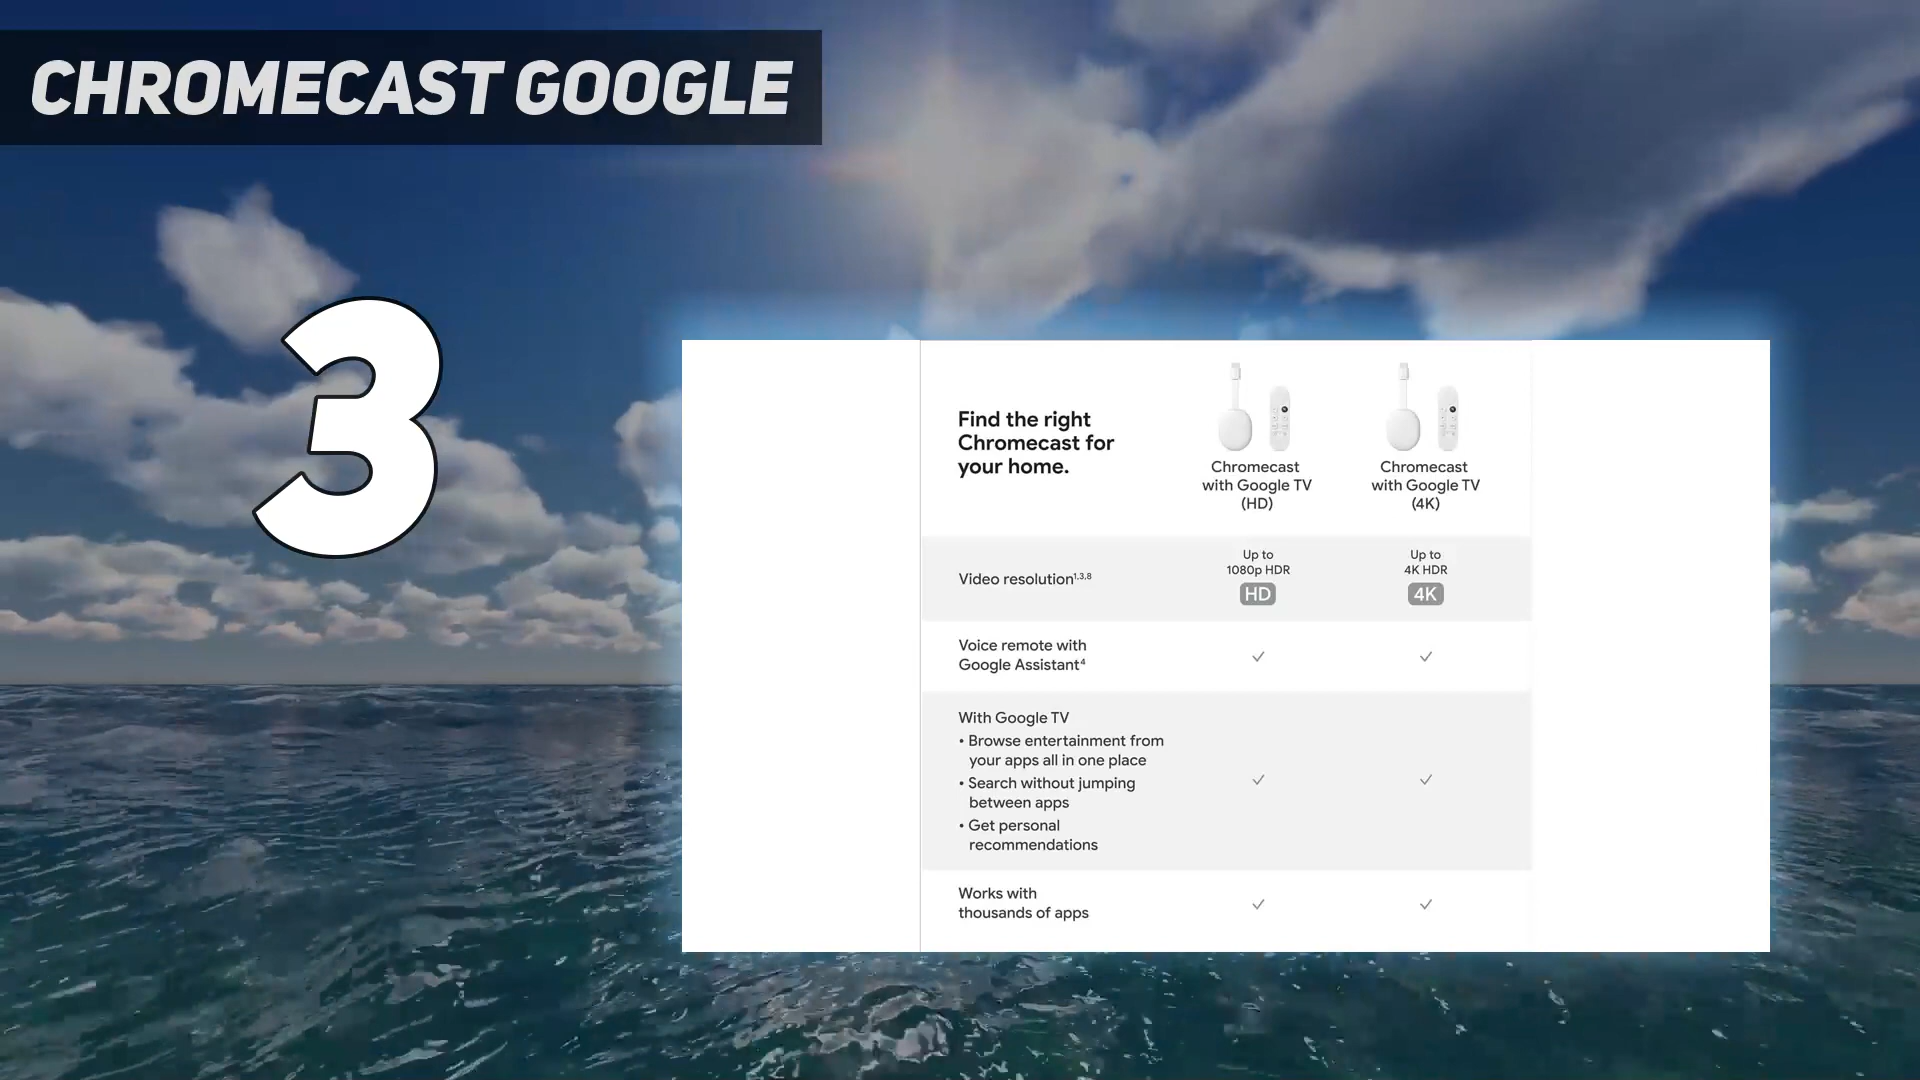 CHROMECAST GOOGLE
3
Find the right
Chromecast for
your home.
Chromecast
with Google TV
(HD)
Chromecast
with Google TV
(4K)
Video resolution1,3,8
Up to
1080p HDR
HD
Up to
4K HDR
4K
Voice remote with
Google Assistant4
With Google TV
• Browse entertainment from
your apps all in one place
• Search without jumping
between apps
• Get personal
recommendations
Works with
thousands of apps